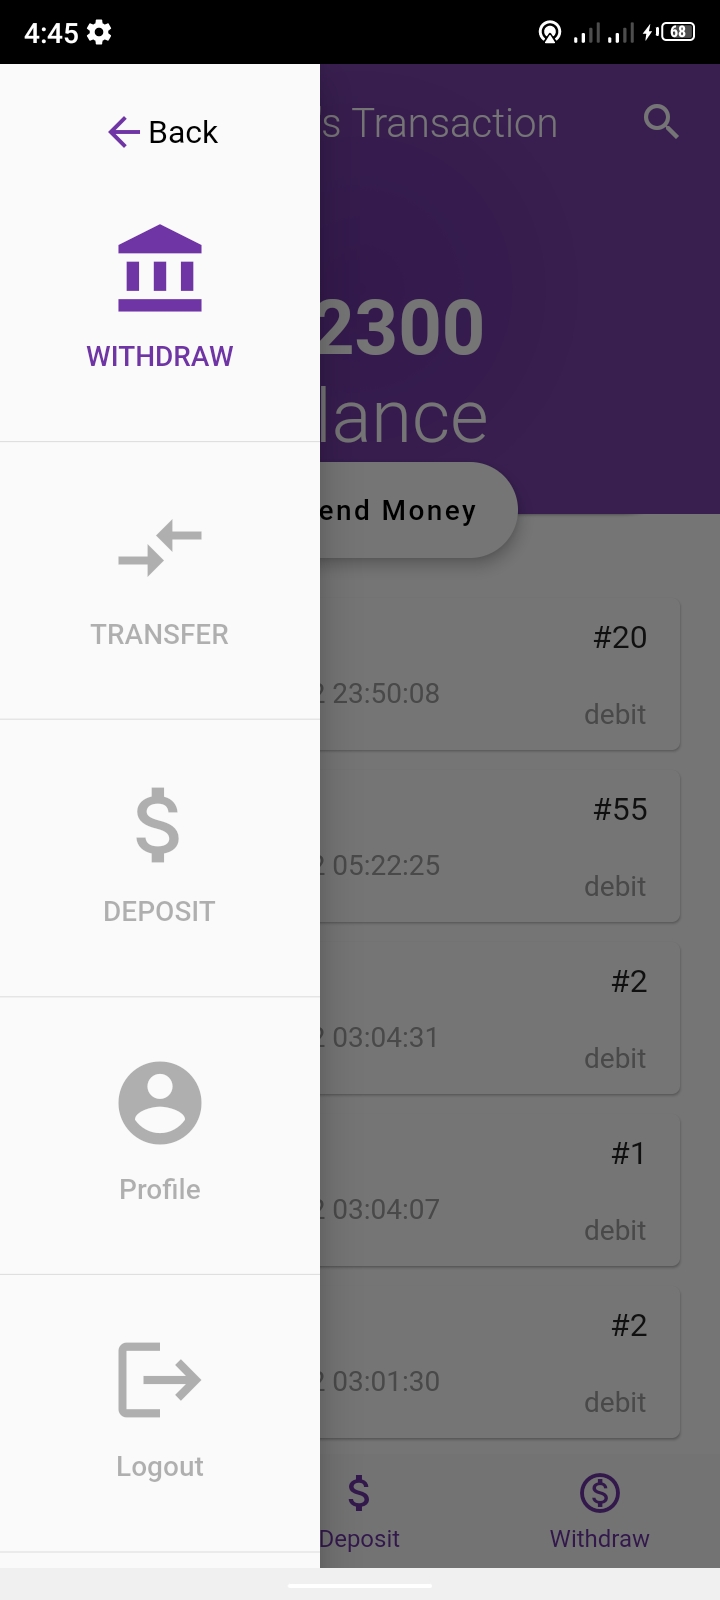 4:45
68
Back
's Transaction
WITHDRAW
2300
lance
end Money
TRANSFER
#20
2 23:50:08
debit
DEPOSIT
#55
2 05:22:25
debit
#2
2 03:04:31
debit
Profile
#1
2 03:04:07
debit
Logout
#2
2 03:01:30
debit
Deposit
Withdraw